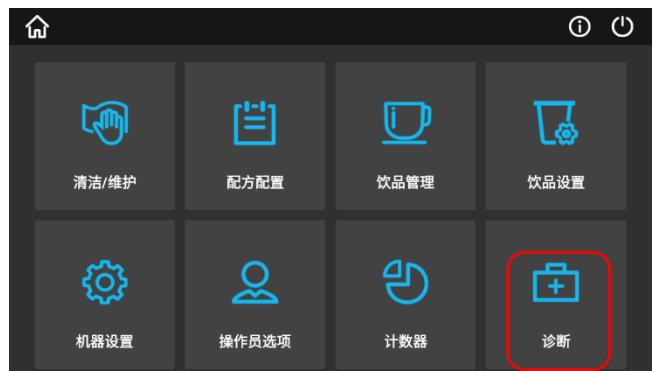 清洁/维护
配方配置
饮品管理
饮品设置
机器设置
操作员选项
计数器
诊断